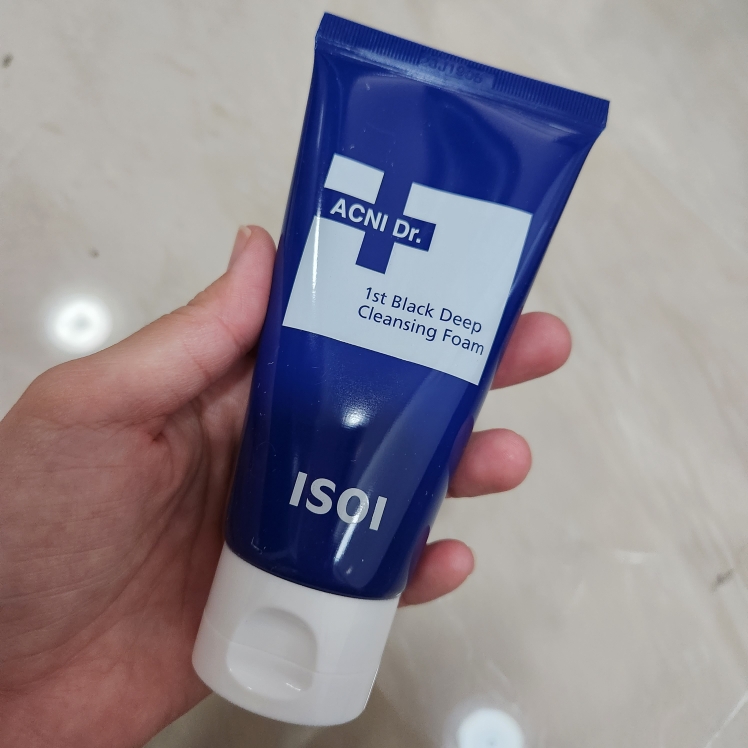 ACNI Dr.
1st Black Deep
Cleansing Foam
ISOI